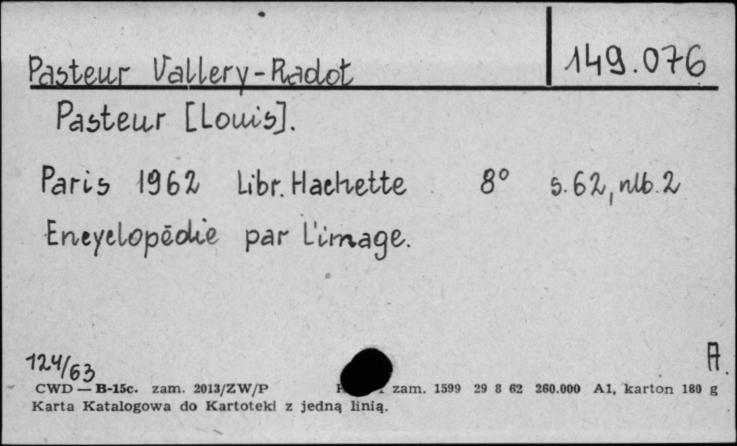 149.076
Pasteur Vallery-Radot
Pasteur [Louis].
Paris 1962 Libr. Hachette 8° s. 62, nlb. 2
Encyclopédie par l'image.
124/63
A.
CWD — B-15c. zam. 2013/ZW/P zam. 1599 29 8 62 260.000 A1, karton 180 g
Karta Katalogowa do Kartoteki z jedną linią.